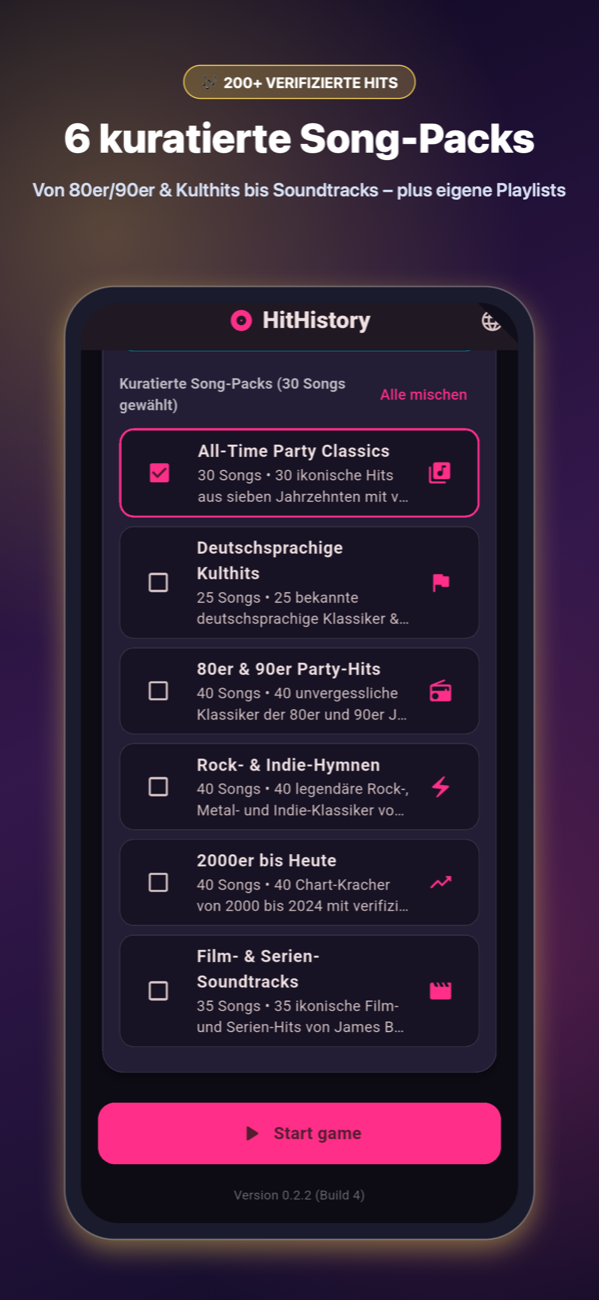 200+ VERIFIZIERTE HITS
6 kuratierte Song-Packs
Von 80er/90er & Kulthits bis Soundtracks – plus eigene Playlists
HitHistory
Kuratierte Song-Packs (30 Songs
gewählt)
Alle mischen
All-Time Party Classics
30 Songs • 30 ikonische Hits
aus sieben Jahrzehnten mit v…
Deutschsprachige
Kulthits
25 Songs • 25 bekannte
deutschsprachige Klassiker &…
80er & 90er Party-Hits
40 Songs • 40 unvergessliche
Klassiker der 80er und 90er J…
Rock- & Indie-Hymnen
40 Songs • 40 legendäre Rock-,
Metal- und Indie-Klassiker vo…
2000er bis Heute
40 Songs • 40 Chart-Kracher
von 2000 bis 2024 mit verifizi…
Film- & Serien-
Soundtracks
35 Songs • 35 ikonische Film-
und Serien-Hits von James B…
Start game
Version 0.2.2 (Build 4)